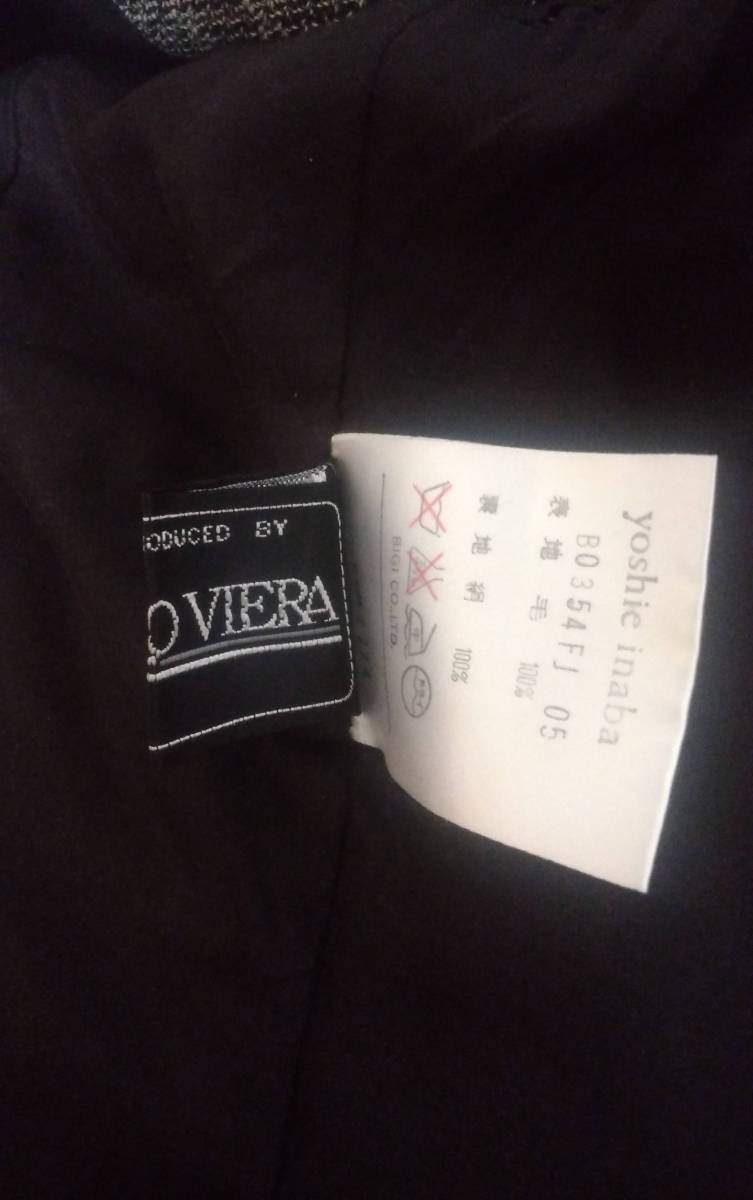 yoshie inaba
B0354FJ 05
表地 毛 100%
裏地 絹 100%
BIGI CO.,LTD.
ODUCED BY
O VIERA